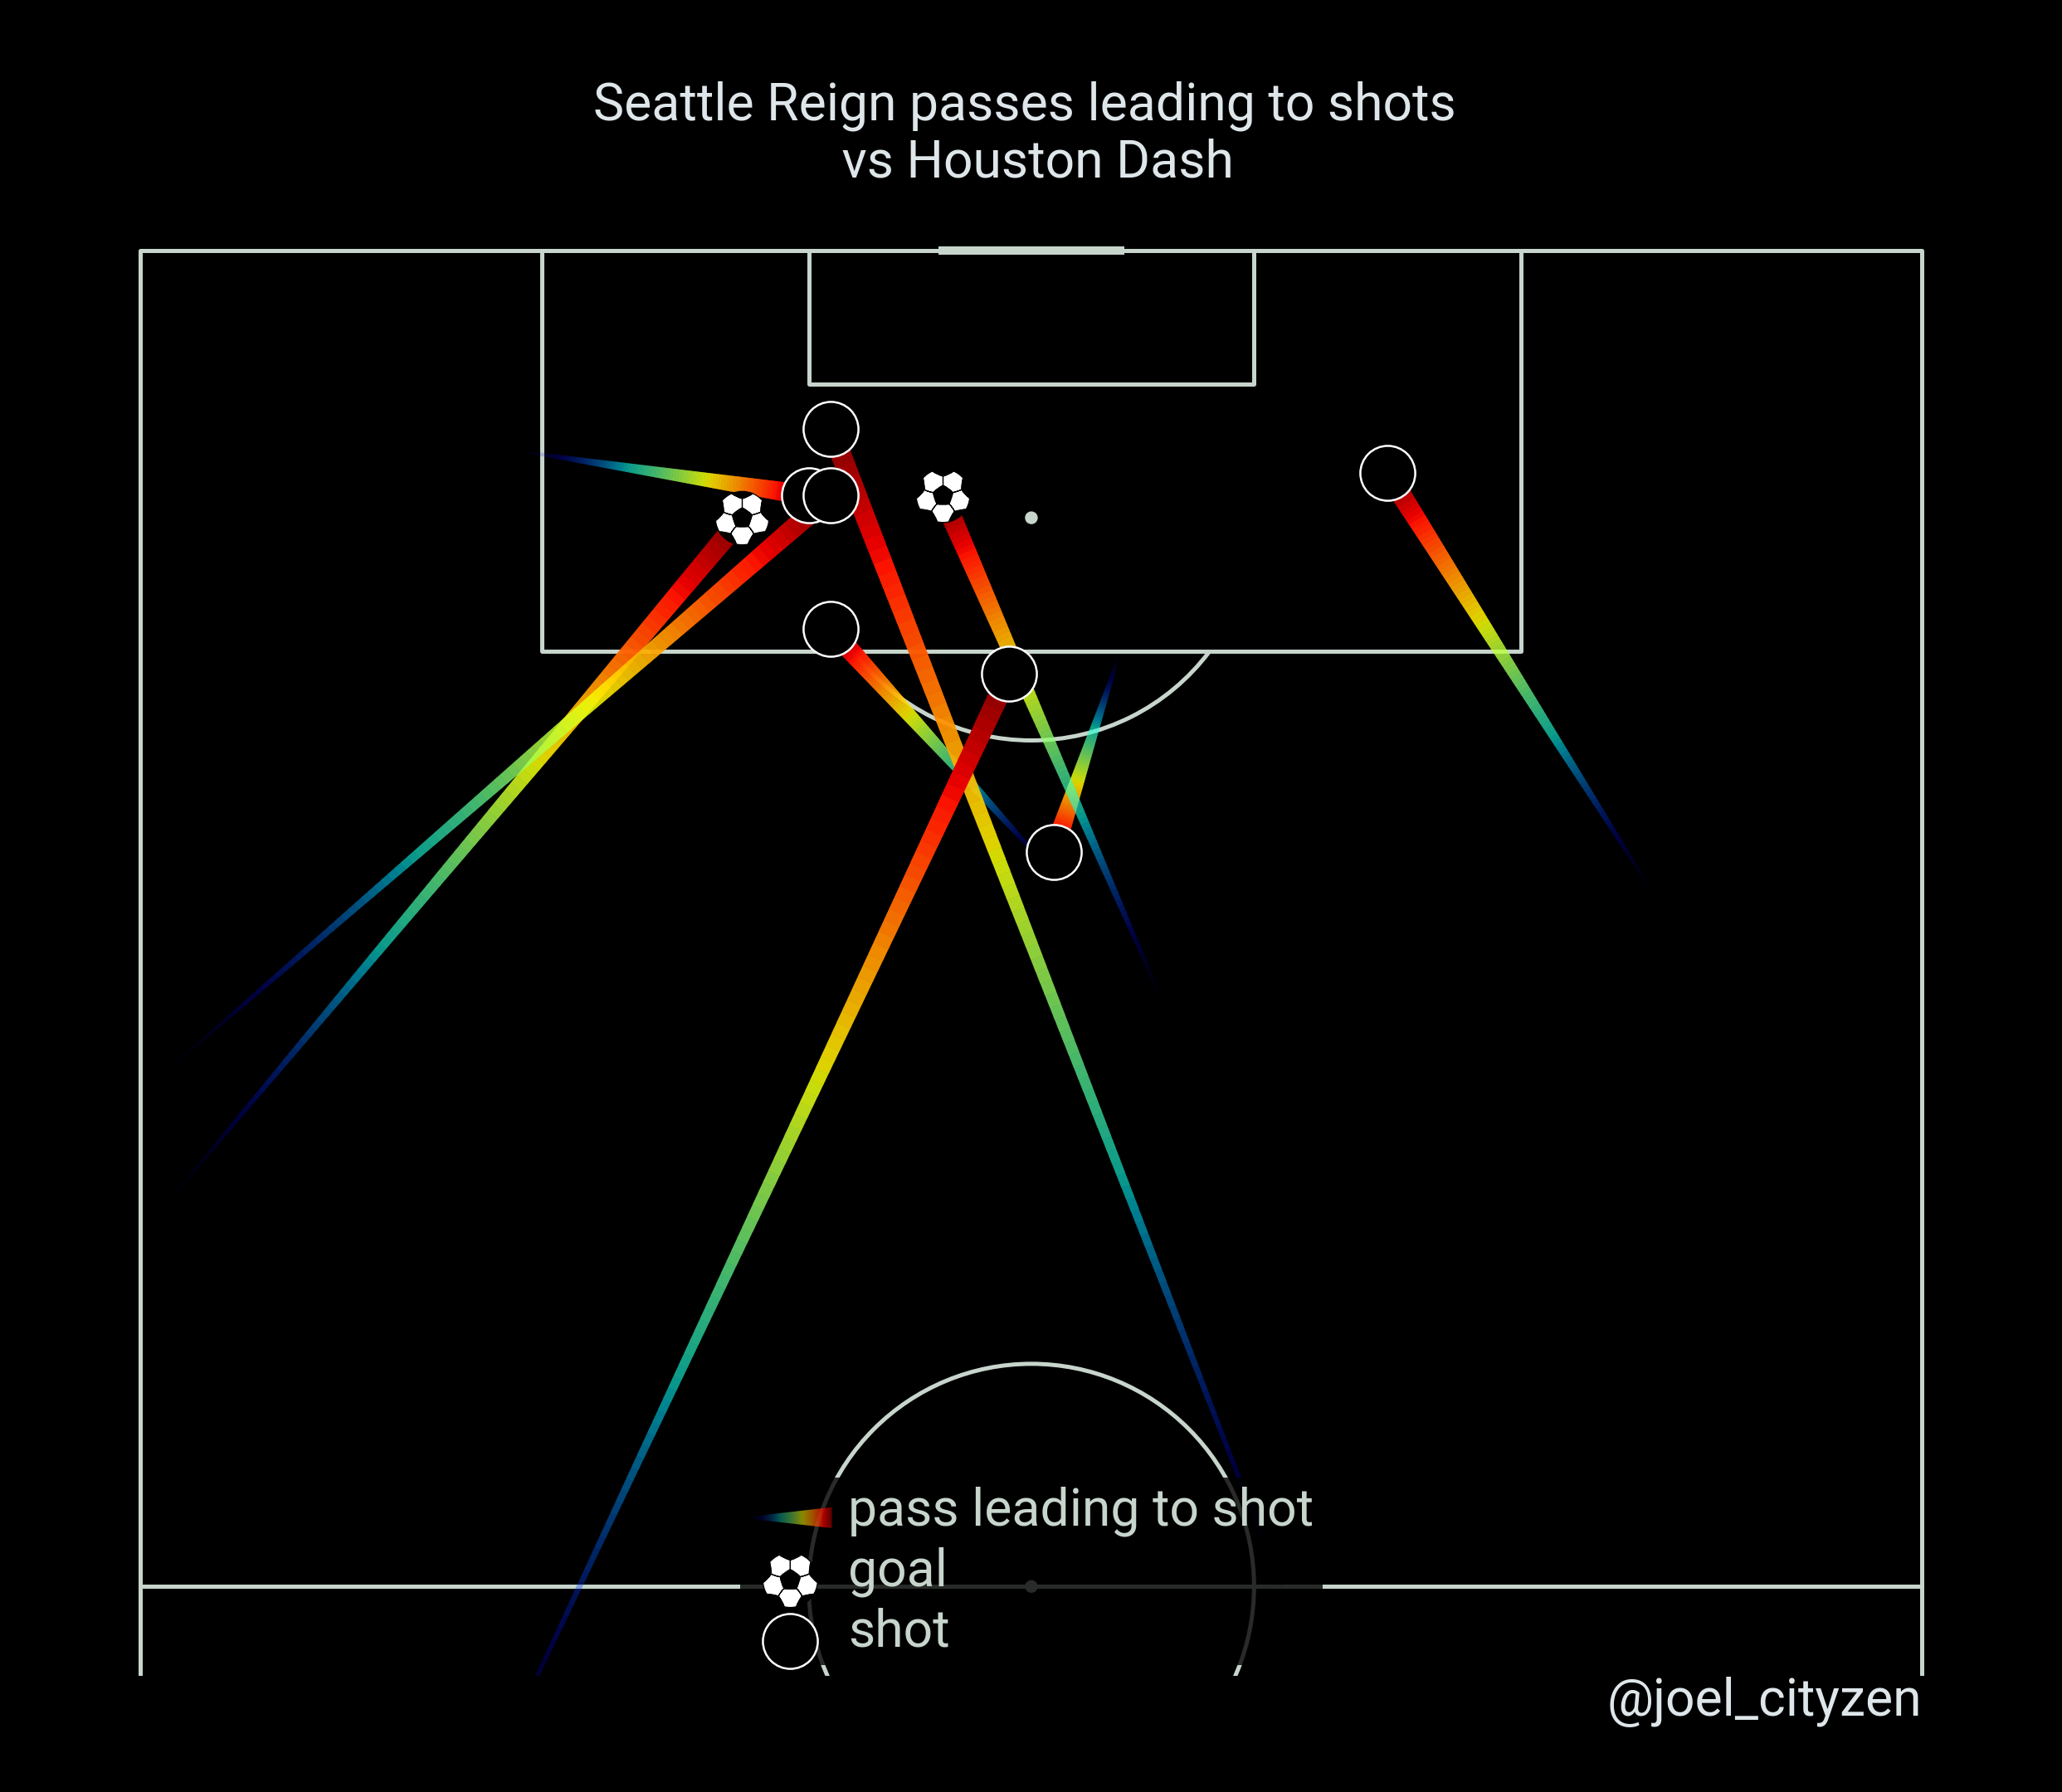 Seattle Reign passes leading to shots
vs Houston Dash
pass leading to shot
goal
shot
@joel_cityzen